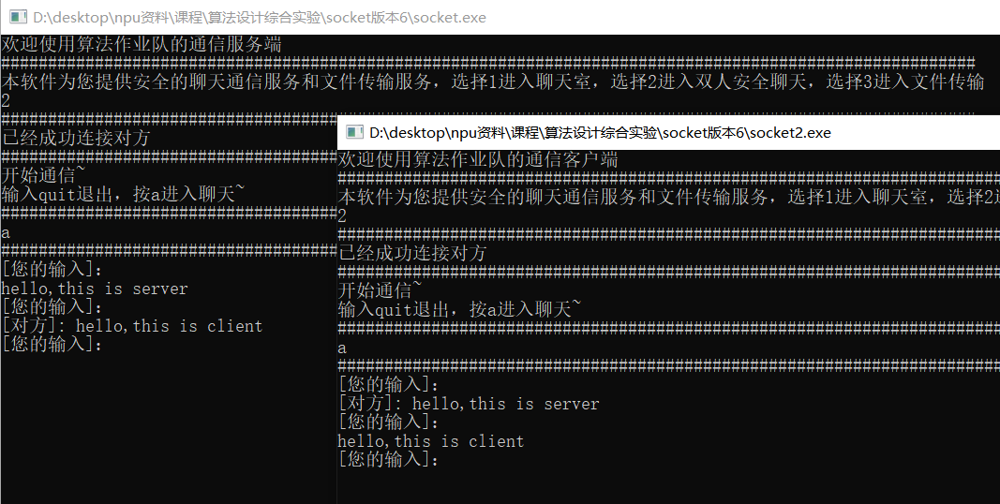 D:\desktop\npu资料\课程\算法设计综合实验\socket版本6\socket.exe
欢迎使用算法作业队的通信服务端
########################################################################################################
本软件为您提供安全的聊天通信服务和文件传输服务，选择1进入聊天室，选择2进入双人安全聊天，选择3进入文件传输
2
########################################################################################################
已经成功连接对方
####################################
开始通信~
输入quit退出，按a进入聊天~
####################################
a
####################################
[您的输入]:
hello,this is server
[您的输入]:
[对方]: hello,this is client
[您的输入]:
D:\desktop\npu资料\课程\算法设计综合实验\socket版本6\socket2.exe
欢迎使用算法作业队的通信客户端
#######################################################################
本软件为您提供安全的聊天通信服务和文件传输服务，选择1进入聊天室，选择2
2
#######################################################################
已经成功连接对方
#######################################################################
开始通信~
输入quit退出，按a进入聊天~
#######################################################################
a
#######################################################################
[您的输入]:
[对方]: hello,this is server
[您的输入]:
hello,this is client
[您的输入]: